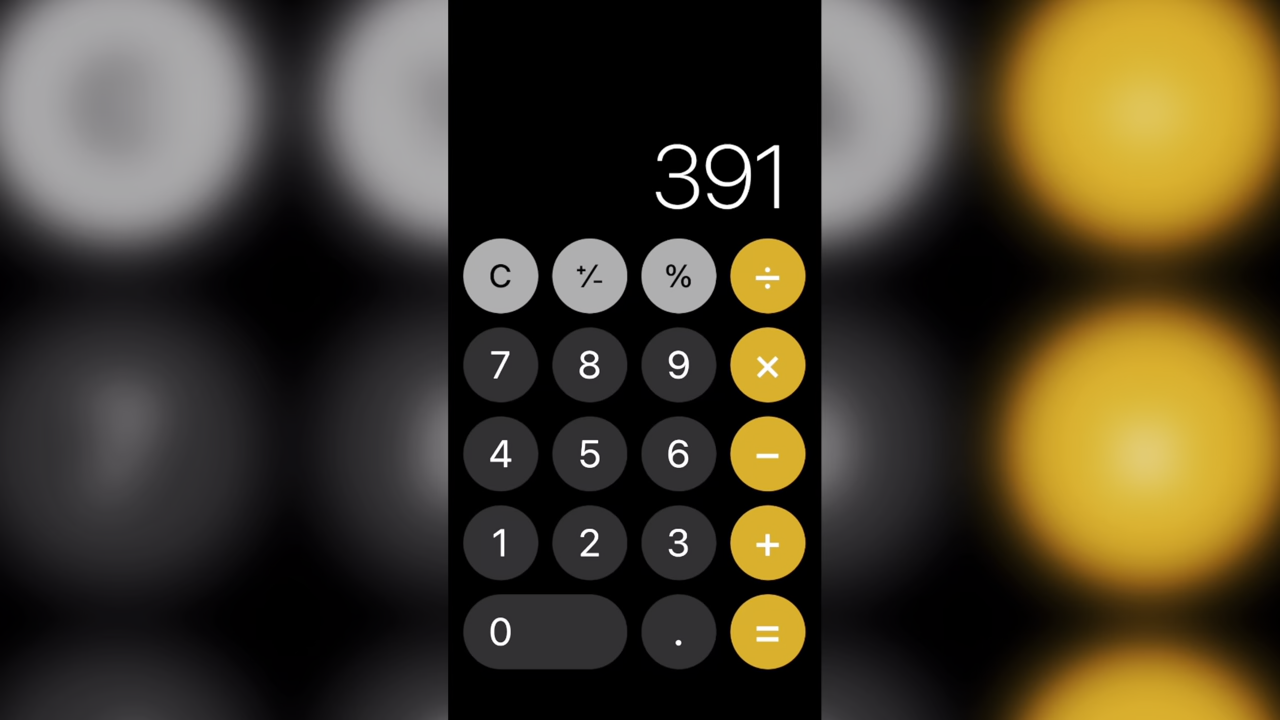 391
C +/- % ÷
7 8 9 ×
4 5 6 −
1 2 3 +
0 . =